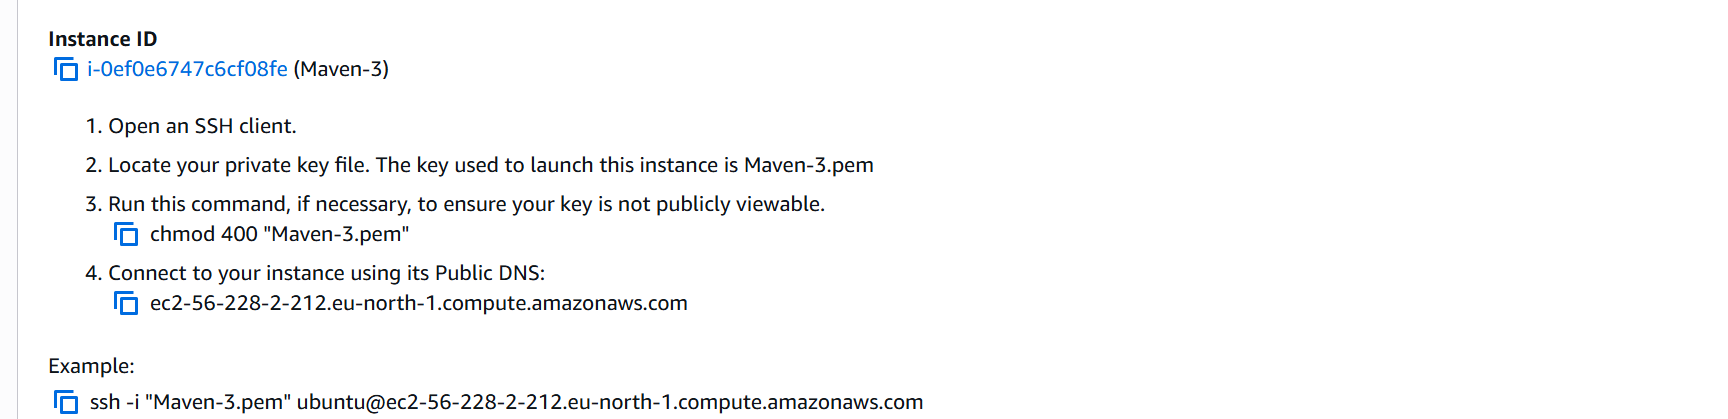 Instance ID
i-0ef0e6747c6cf08fe (Maven-3)
1. Open an SSH client.
2. Locate your private key file. The key used to launch this instance is Maven-3.pem
3. Run this command, if necessary, to ensure your key is not publicly viewable.
chmod 400 "Maven-3.pem"
4. Connect to your instance using its Public DNS:
ec2-56-228-2-212.eu-north-1.compute.amazonaws.com
Example:
ssh -i "Maven-3.pem" ubuntu@ec2-56-228-2-212.eu-north-1.compute.amazonaws.com